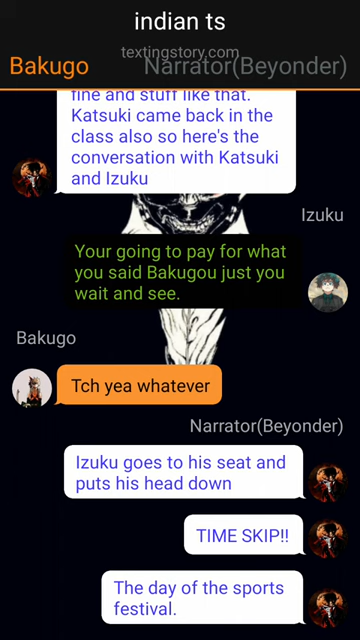 indian ts
textingstory.com
Bakugo
Narrator(Beyonder)
fine and stuff like that.
Katsuki came back in the
class also so here's the
conversation with Katsuki
and Izuku
Izuku
Your going to pay for what
you said Bakugou just you
wait and see.
Bakugo
Tch yea whatever
Narrator(Beyonder)
Izuku goes to his seat and
puts his head down
TIME SKIP!!
The day of the sports
festival.